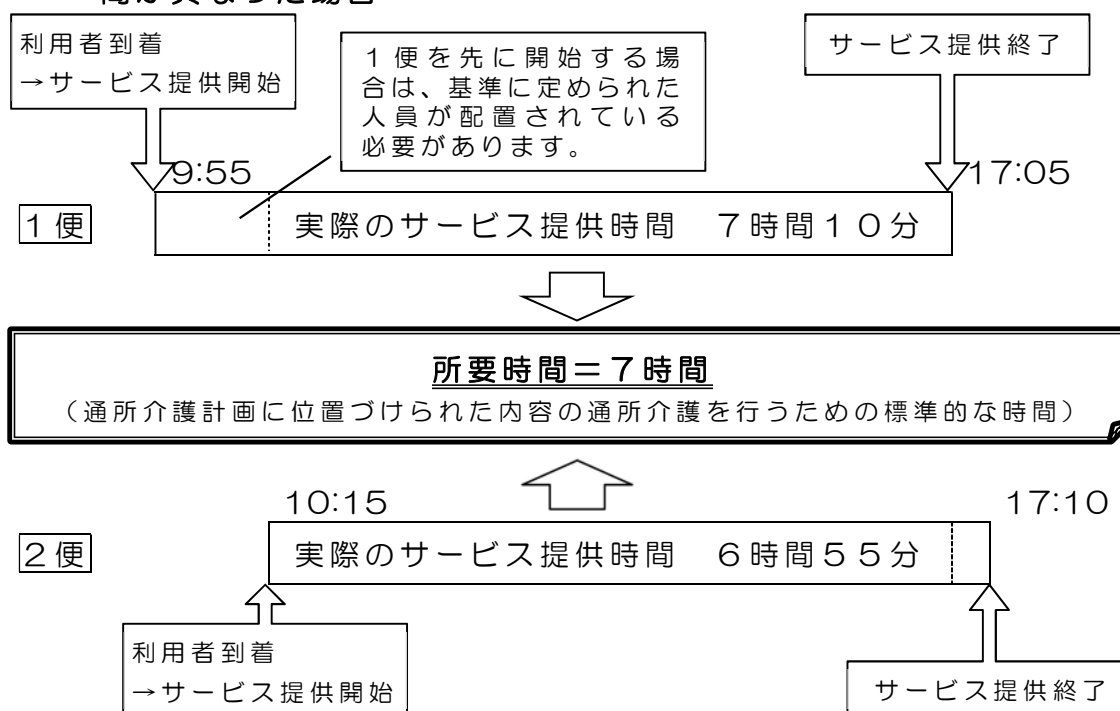 利用者到着
→サービス提供開始
１便を先に開始する場
合は、基準に定められた
人員が配置されている
必要があります。
サービス提供終了
9:55
17:05
１便
実際のサービス提供時間　７時間１０分
所要時間＝７時間
（通所介護計画に位置づけられた内容の通所介護を行うための標準的な時間）
10:15
17:10
２便
実際のサービス提供時間　６時間５５分
利用者到着
→サービス提供開始
サービス提供終了